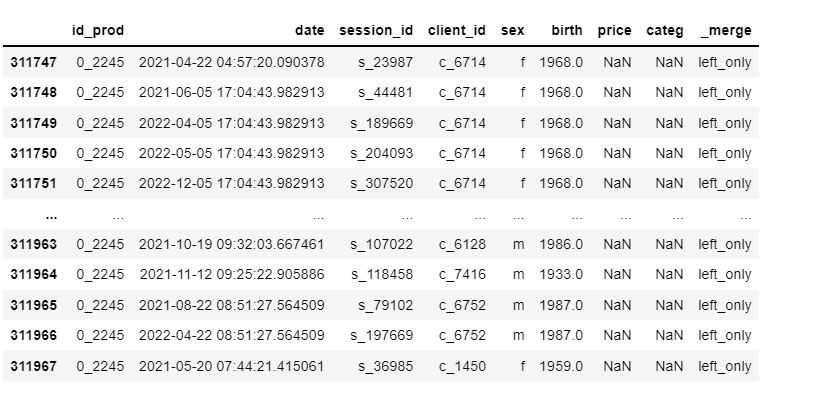 id_prod date session_id client_id sex birth price categ _merge
311747 0_2245 2021-04-22 04:57:20.090378 s_23987 c_6714 f 1968.0 NaN NaN left_only
311748 0_2245 2021-06-05 17:04:43.982913 s_44481 c_6714 f 1968.0 NaN NaN left_only
311749 0_2245 2022-04-05 17:04:43.982913 s_189669 c_6714 f 1968.0 NaN NaN left_only
311750 0_2245 2022-05-05 17:04:43.982913 s_204093 c_6714 f 1968.0 NaN NaN left_only
311751 0_2245 2022-12-05 17:04:43.982913 s_307520 c_6714 f 1968.0 NaN NaN left_only
... ... ... ... ... ... ... ... ... ...
311963 0_2245 2021-10-19 09:32:03.667461 s_107022 c_6128 m 1986.0 NaN NaN left_only
311964 0_2245 2021-11-12 09:25:22.905886 s_118458 c_7416 m 1933.0 NaN NaN left_only
311965 0_2245 2021-08-22 08:51:27.564509 s_79102 c_6752 m 1987.0 NaN NaN left_only
311966 0_2245 2022-04-22 08:51:27.564509 s_197669 c_6752 m 1987.0 NaN NaN left_only
311967 0_2245 2021-05-20 07:44:21.415061 s_36985 c_1450 f 1959.0 NaN NaN left_only